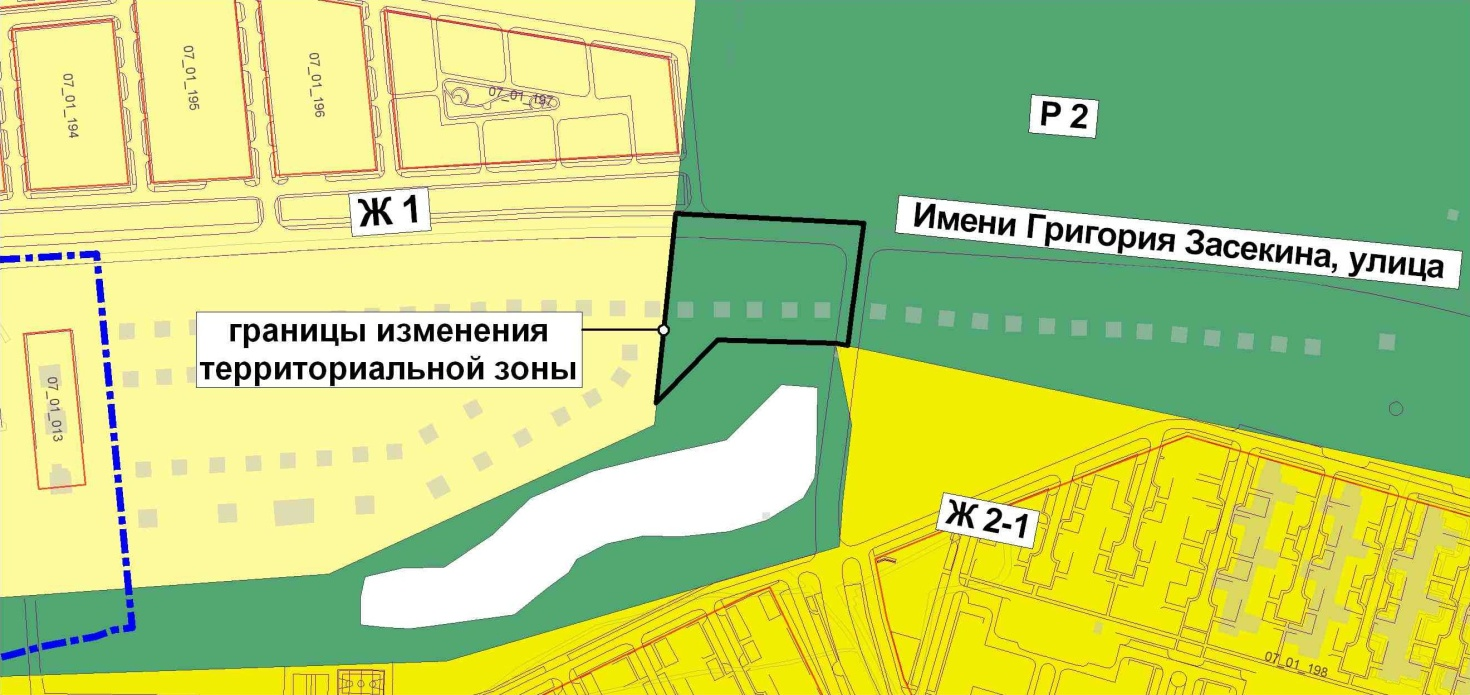 07_01_194
07_01_195
07_01_196
07_01_197
Р 2
Ж 1
Имени Григория Засекина, улица
границы изменения
территориальной зоны
07_01_013
Ж 2-1
07_01_198